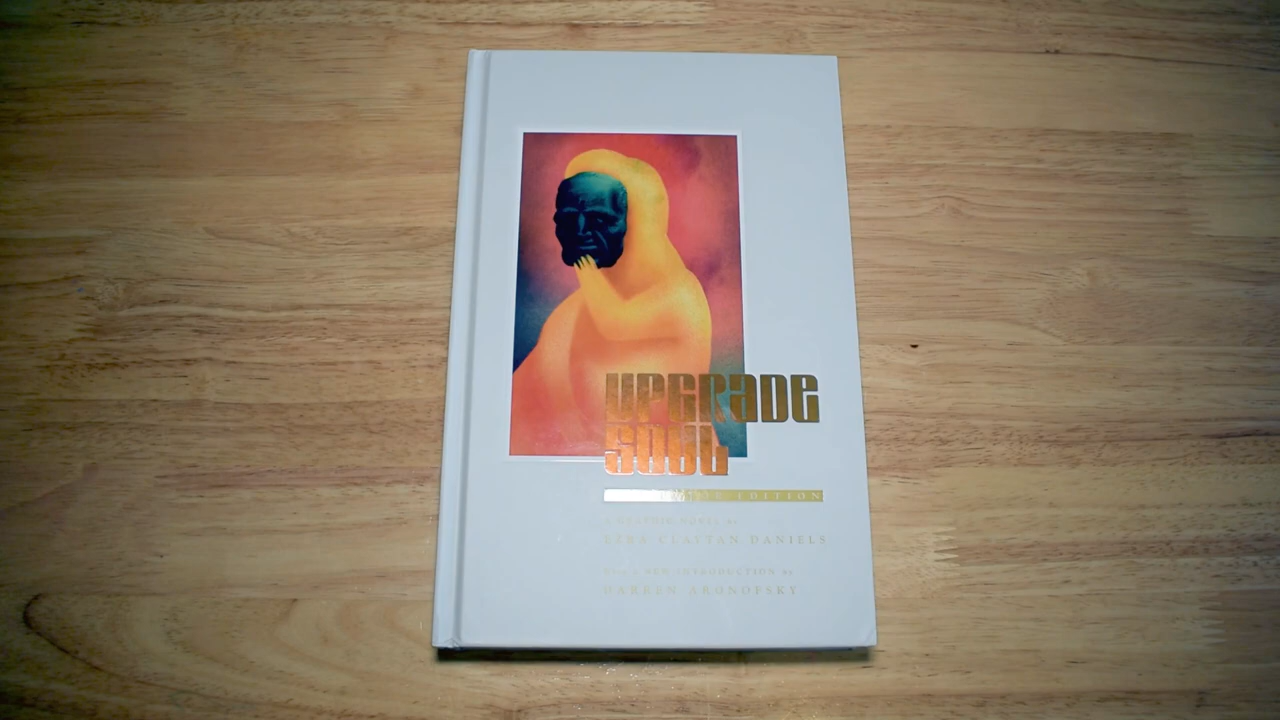 UPGRADE
SOUL
EDITION
A GRAPHIC NOVEL by
EZRA CLAYTAN DANIELS
With a NEW INTRODUCTION by
DARREN ARONOFSKY